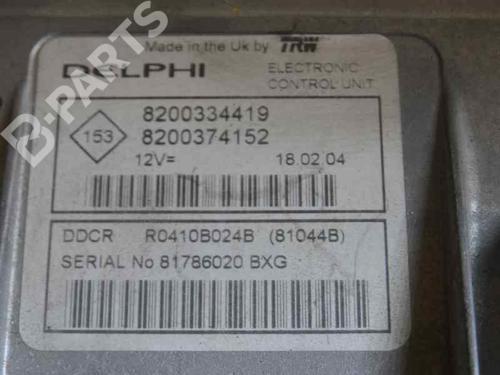 Made in the Uk by TRW
DELPHI
ELECTRONIC
CONTROL UNIT
8200334419
153
8200374152
12V=
18.02 04
DDCR R0410B024B (81044B)
SERIAL No 81786020 BXG
B-PARTS